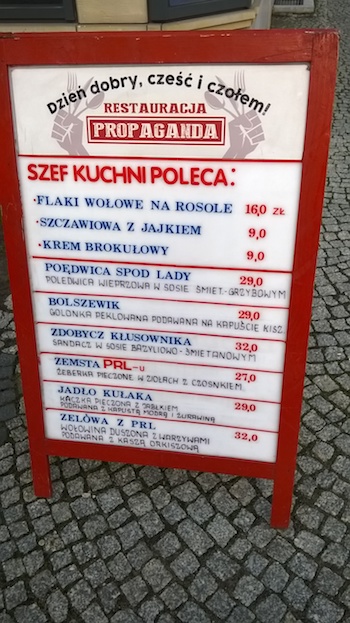 Dzień dobry, cześć i czołem!
RESTAURACJA
PROPAGANDA
SZEF KUCHNI POLECA:
·FLAKI WOŁOWE NA ROSOLE 16,0 ZŁ
·SZCZAWIOWA Z JAJKIEM 9,0
·KREM BROKUŁOWY 9,0
POĘDWICA SPOD LADY 29,0
POLĘDWICA WIEPRZOWA W SOSIE ŚMIET.-GRZYBOWYM
BOLSZEWIK 29,0
GOLONKA PEKLOWANA PODAWANA NA KAPUŚCIE KISZ.
ZDOBYCZ KŁUSOWNIKA 32,0
SANDACZ W SOSIE BAZYLIOWO-ŚMIETANOWYM
ZEMSTA PRL-u 27,0
ŻEBERKA PIECZONE W ZIOŁACH Z CZOSNKIEM
JADŁO KUŁAKA 29,0
KACZKA PIECZONA Z JABŁKIEM
PODAWANA Z KAPUSTĄ MODRĄ I ŻURAWINĄ
ZELÓWA Z PRL 32,0
WOŁOWINA DUSZONA Z WARZYWAMI
PODAWANA Z KASZĄ ORKISZOWĄ